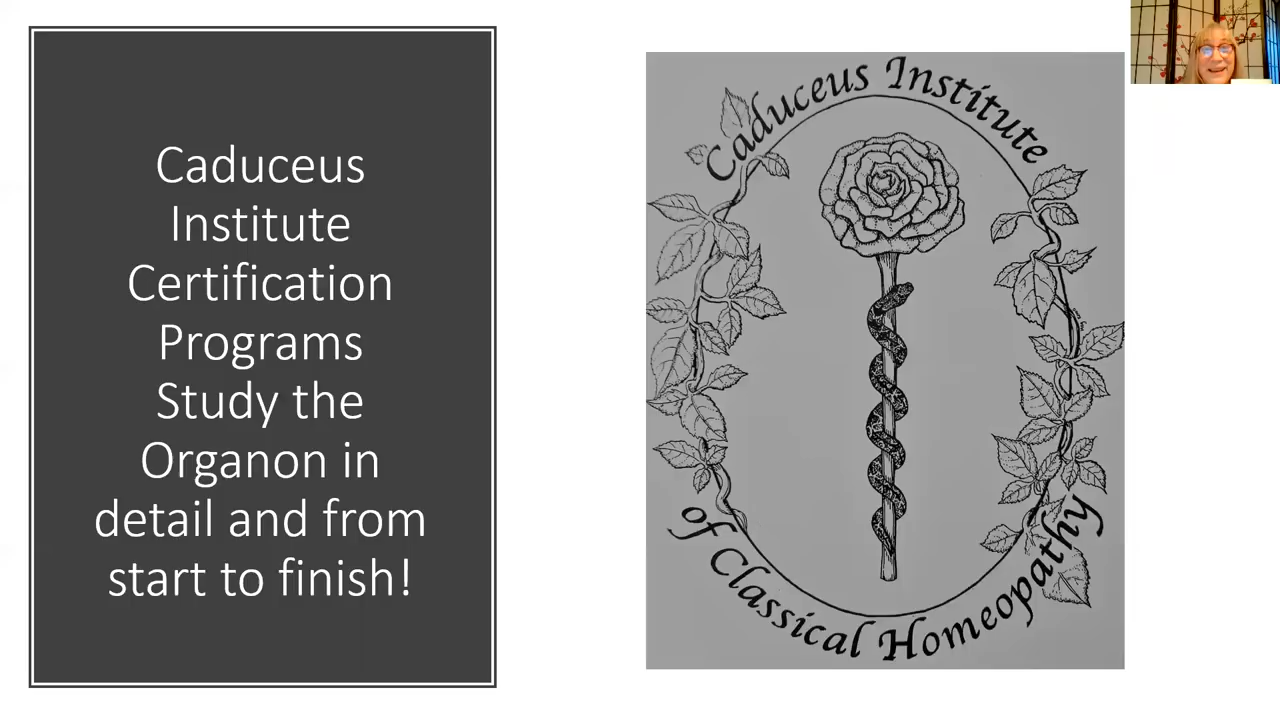 Caduceus
Institute
Certification
Programs
Study the
Organon in
detail and from
start to finish!
Caduceus Institute
of Classical Homeopathy